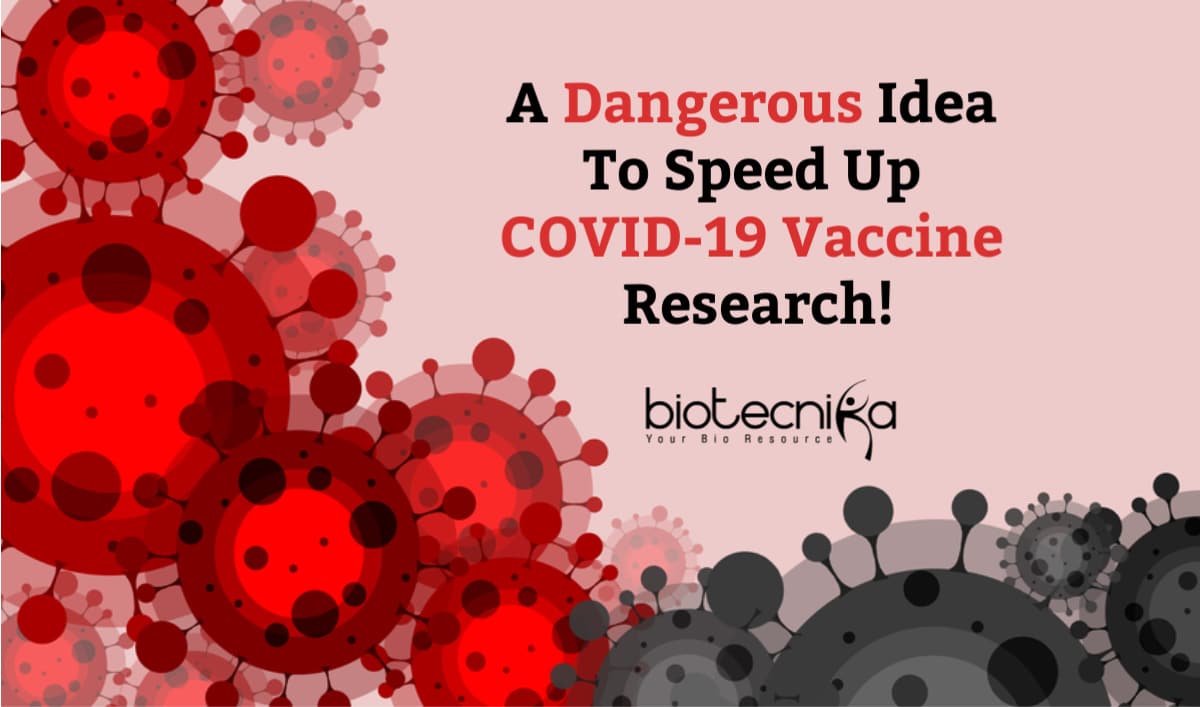 A Dangerous Idea
To Speed Up
COVID-19 Vaccine
Research!
biotecnika
Your Bio Resource